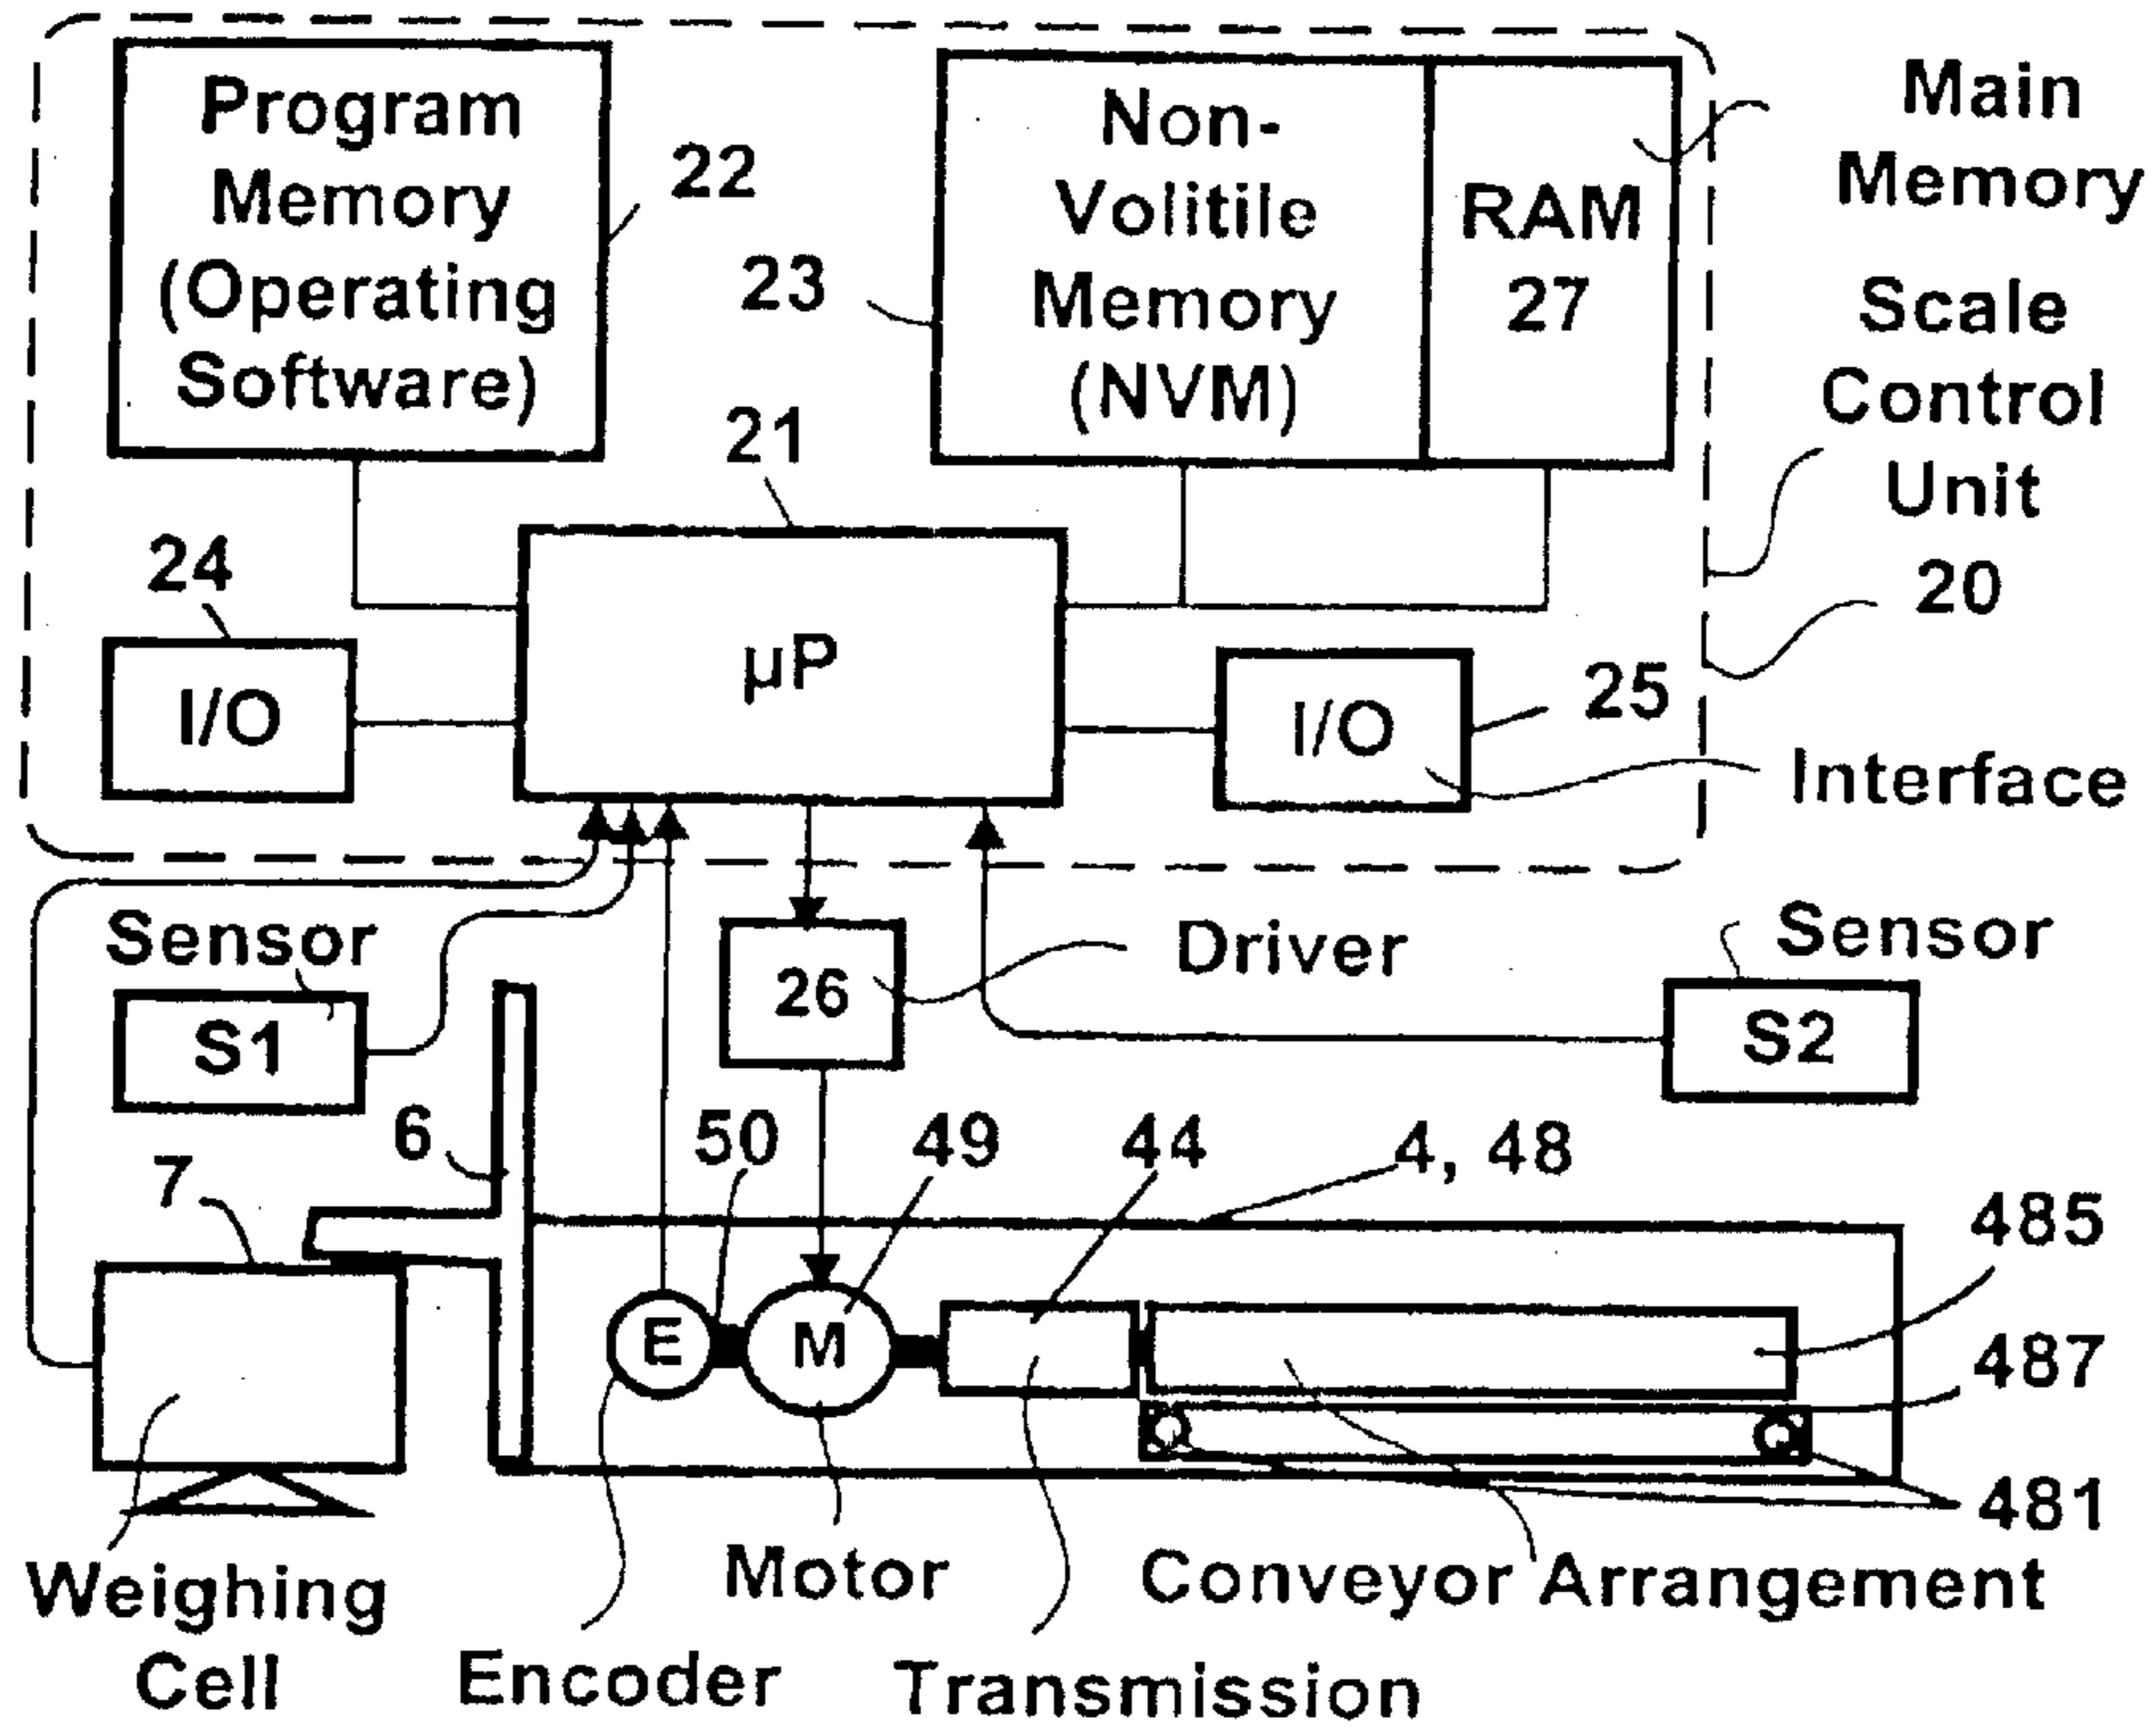 Program
Memory
(Operating
Software)
22
23
Non-
Volitile
Memory
(NVM)
RAM
27
Main
Memory
Scale
Control
Unit
20
21
24
I/O
µP
I/O
25
Interface
Sensor
S1
26
Driver
Sensor
S2
6
7
50
49
44
4, 48
485
487
481
E
M
Weighing
Cell
Encoder
Motor
Transmission
Conveyor Arrangement